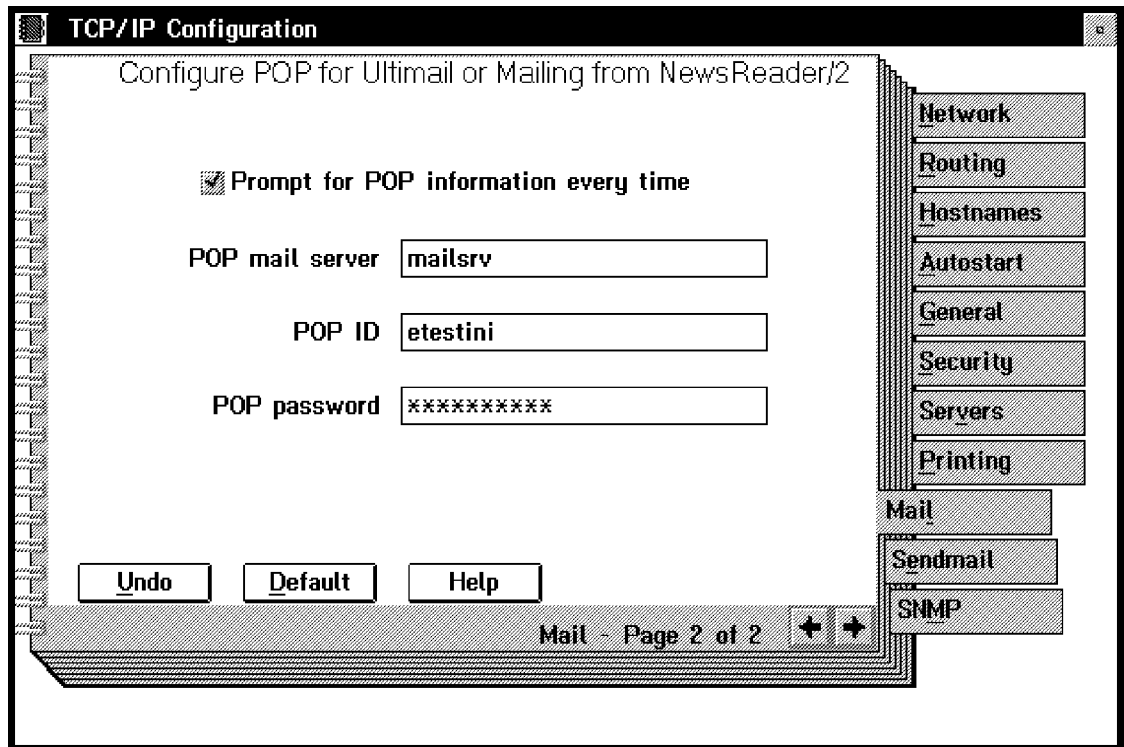 TCP/IP Configuration
Configure POP for Ultimail or Mailing from NewsReader/2
Prompt for POP information every time
POP mail server mailsrv
POP ID etestini
POP password **********
Undo Default Help
Mail - Page 2 of 2
Network
Routing
Hostnames
Autostart
General
Security
Servers
Printing
Mail
Sendmail
SNMP